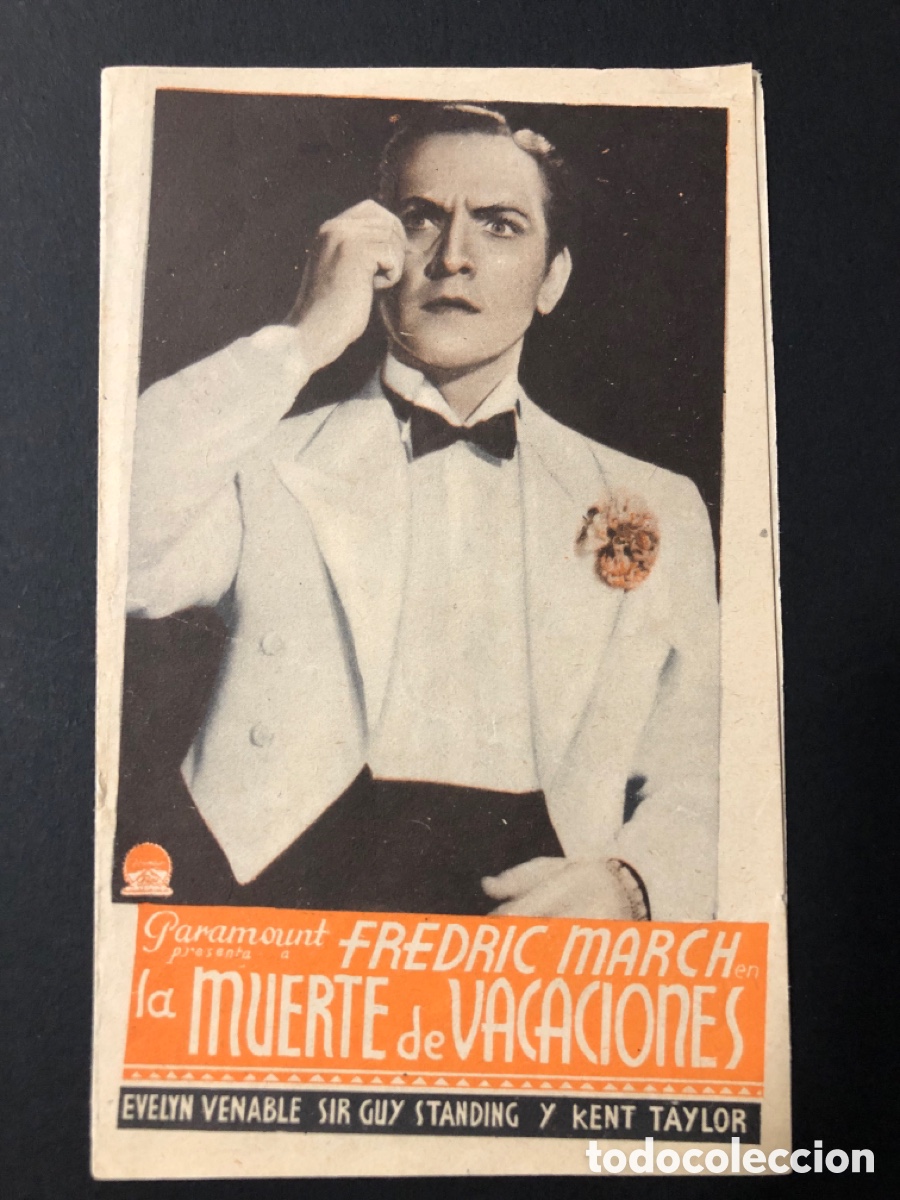 Paramount
presenta a
FREDRIC MARCH en
la MUERTE de VACACIONES
EVELYN VENABLE SIR GUY STANDING Y KENT TAYLOR
todocoleccion